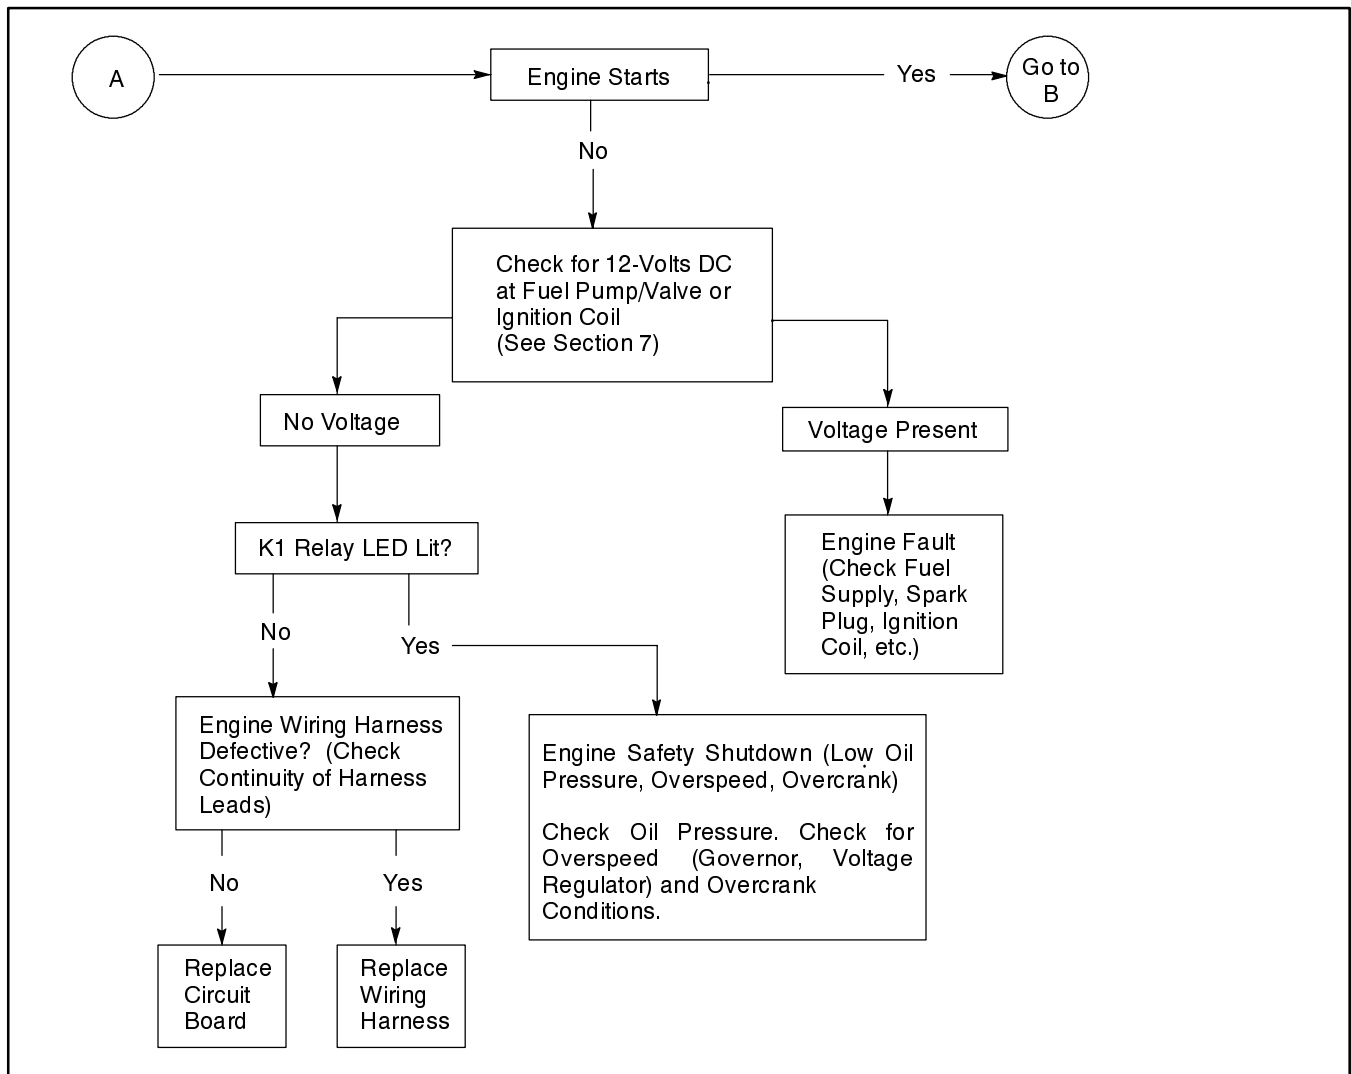 A
Engine Starts
Yes
Go to
B
No
Check for 12-Volts DC
at Fuel Pump/Valve or
Ignition Coil
(See Section 7)
No Voltage
Voltage Present
K1 Relay LED Lit?
Engine Fault
(Check Fuel
Supply, Spark
Plug, Ignition
Coil, etc.)
No
Yes
Engine Wiring Harness
Defective? (Check
Continuity of Harness
Leads)
Engine Safety Shutdown (Low Oil
Pressure, Overspeed, Overcrank)
Check Oil Pressure. Check for
Overspeed (Governor, Voltage
Regulator) and Overcrank
Conditions.
No
Yes
Replace
Circuit
Board
Replace
Wiring
Harness